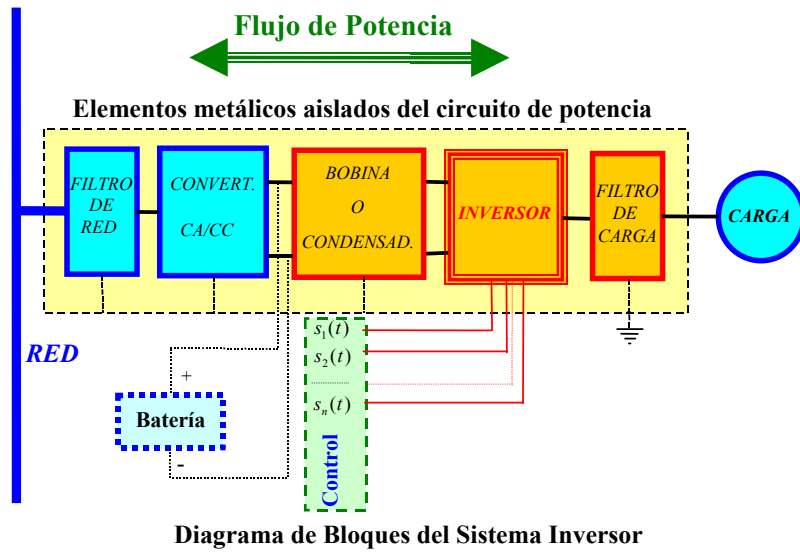 Flujo de Potencia
Elementos metálicos aislados del circuito de potencia
FILTRO
DE
RED
CONVERT.
CA/CC
BOBINA
O
CONDENSAD.
INVERSOR
FILTRO
DE
CARGA
CARGA
RED
s₁(t)
s₂(t)
sₙ(t)
Control
+
Batería
-
Diagrama de Bloques del Sistema Inversor